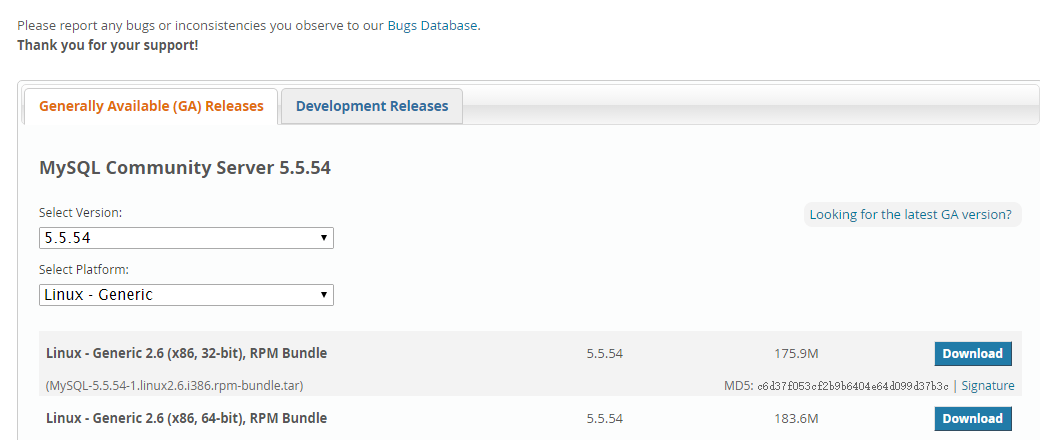 Please report any bugs or inconsistencies you observe to our Bugs Database.
Thank you for your support!
Generally Available (GA) Releases Development Releases
MySQL Community Server 5.5.54
Select Version:
Looking for the latest GA version?
5.5.54
Select Platform:
Linux - Generic
Linux - Generic 2.6 (x86, 32-bit), RPM Bundle 5.5.54 175.9M Download
(MySQL-5.5.54-1.linux2.6.i386.rpm-bundle.tar) MD5: c6d37f053cf2b9b6404e64d099d37b3c | Signature
Linux - Generic 2.6 (x86, 64-bit), RPM Bundle 5.5.54 183.6M Download